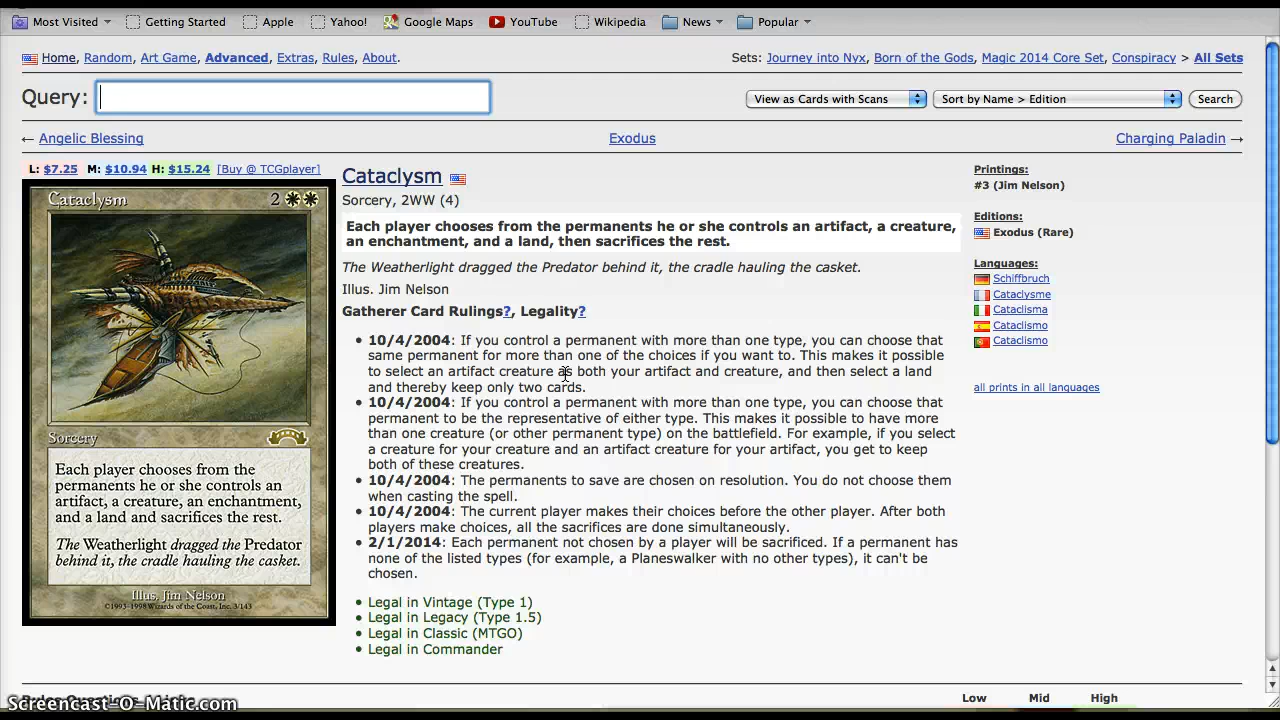 Most Visited Getting Started Apple Yahoo! Google Maps YouTube Wikipedia News Popular
Home, Random, Art Game, Advanced, Extras, Rules, About. Sets: Journey into Nyx, Born of the Gods, Magic 2014 Core Set, Conspiracy > All Sets
Query: View as Cards with Scans Sort by Name > Edition Search
← Angelic Blessing Exodus Charging Paladin →
L: $7.25 M: $10.94 H: $15.24 [Buy @ TCGplayer]
Cataclysm 2
Sorcery
Each player chooses from the
permanents he or she controls an
artifact, a creature, an enchantment,
and a land and sacrifices the rest.
The Weatherlight dragged the Predator
behind it, the cradle hauling the casket.
Illus. Jim Nelson
©1993-1998 Wizards of the Coast, Inc. 3/143
Cataclysm
Sorcery, 2WW (4)
Each player chooses from the permanents he or she controls an artifact, a creature,
an enchantment, and a land, then sacrifices the rest.
The Weatherlight dragged the Predator behind it, the cradle hauling the casket.
Illus. Jim Nelson
Gatherer Card Rulings?, Legality?
• 10/4/2004: If you control a permanent with more than one type, you can choose that
same permanent for more than one of the choices if you want to. This makes it possible
to select an artifact creature as both your artifact and creature, and then select a land
and thereby keep only two cards.
• 10/4/2004: If you control a permanent with more than one type, you can choose that
permanent to be the representative of either type. This makes it possible to have more
than one creature (or other permanent type) on the battlefield. For example, if you select
a creature for your creature and an artifact creature for your artifact, you get to keep
both of these creatures.
• 10/4/2004: The permanents to save are chosen on resolution. You do not choose them
when casting the spell.
• 10/4/2004: The current player makes their choices before the other player. After both
players make choices, all the sacrifices are done simultaneously.
• 2/1/2014: Each permanent not chosen by a player will be sacrificed. If a permanent has
none of the listed types (for example, a Planeswalker with no other types), it can't be
chosen.
• Legal in Vintage (Type 1)
• Legal in Legacy (Type 1.5)
• Legal in Classic (MTGO)
• Legal in Commander
Printings:
#3 (Jim Nelson)
Editions:
Exodus (Rare)
Languages:
Schiffbruch
Cataclysme
Cataclisma
Cataclismo
Cataclismo
all prints in all languages
Low Mid High
Screencast-O-Matic.com